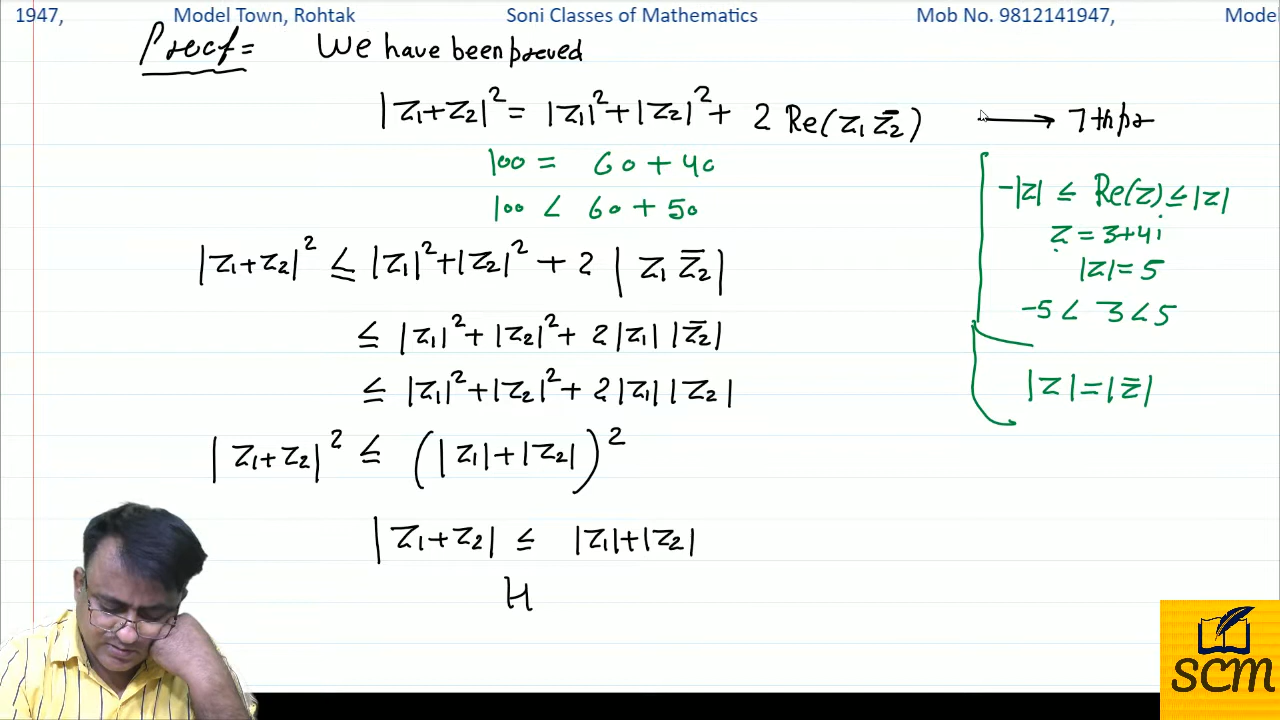 1947, Model Town, Rohtak Soni Classes of Mathematics Mob No. 9812141947, Model
Proof = We have been proved
|z₁+z₂|² = |z₁|²+|z₂|²+ 2 Re(z₁ z̄₂) → 7th pr
100 = 60 + 40
100 < 60 + 50
-|z| ≤ Re(z) ≤ |z|
z = 3+4i
|z| = 5
-5 < 3 < 5
|z| = |z̄|
|z₁+z₂|² ≤ |z₁|²+|z₂|² + 2 | z₁ z̄₂|
≤ |z₁|²+ |z₂|²+ 2|z₁| |z̄₂|
≤ |z₁|²+|z₂|²+ 2|z₁| |z₂|
|z₁+z₂|² ≤ (|z₁|+|z₂|)²
|z₁+z₂| ≤ |z₁|+|z₂|
H
SCM